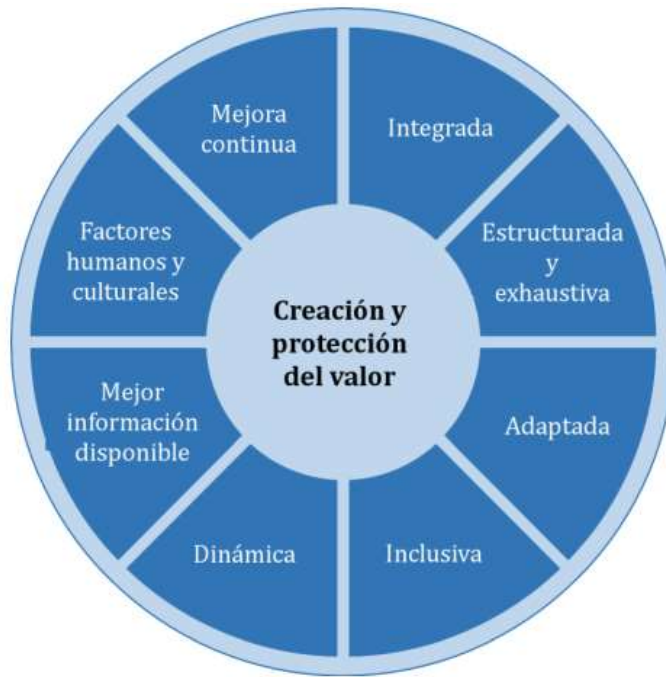 Mejora
continua
Integrada
Estructurada
y
exhaustiva
Adaptada
Inclusiva
Dinámica
Mejor
información
disponible
Factores
humanos y
culturales
Creación y
protección
del valor